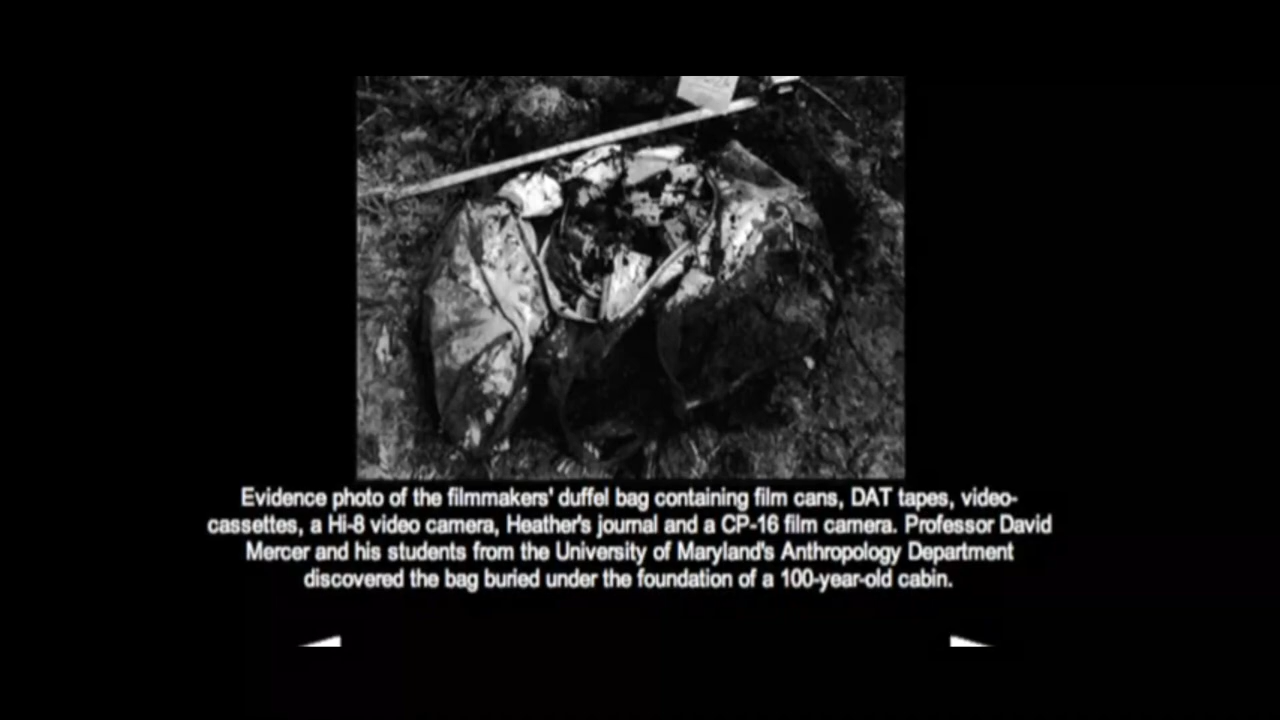 Evidence photo of the filmmakers' duffel bag containing film cans, DAT tapes, video-
cassettes, a Hi-8 video camera, Heather's journal and a CP-16 film camera. Professor David
Mercer and his students from the University of Maryland's Anthropology Department
discovered the bag buried under the foundation of a 100-year-old cabin.